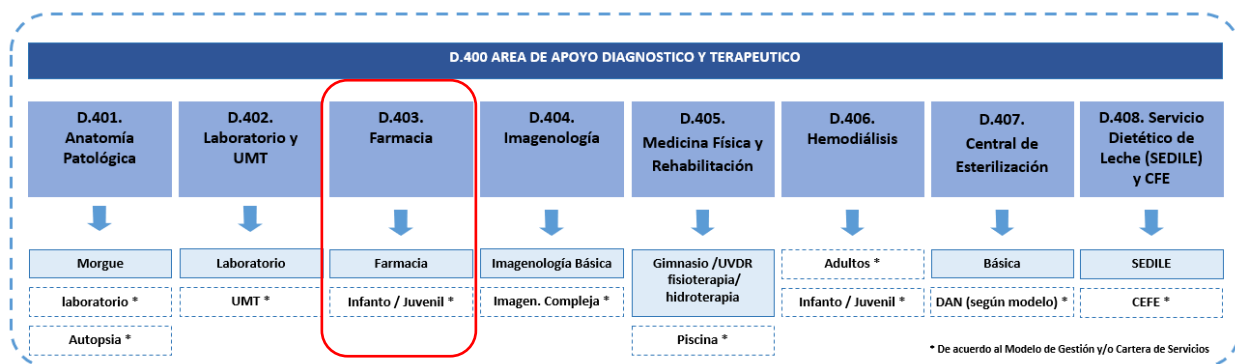 D.400 AREA DE APOYO DIAGNOSTICO Y TERAPEUTICO
D.401.
Anatomía
Patológica
D.402.
Laboratorio y
UMT
D.403.
Farmacia
D.404.
Imagenología
D.405.
Medicina Física y
Rehabilitación
D.406.
Hemodiálisis
D.407.
Central de
Esterilización
D.408. Servicio
Dietético de
Leche (SEDILE)
y CFE
Morgue
laboratorio *
Autopsia *
Laboratorio
UMT *
Farmacia
Infanto / Juvenil *
Imagenología Básica
Imagen. Compleja *
Gimnasio /UVDR
fisioterapia/
hidroterapia
Piscina *
Adultos *
Infanto / Juvenil *
Básica
DAN (según modelo) *
SEDILE
CEFE *
* De acuerdo al Modelo de Gestión y/o Cartera de Servicios